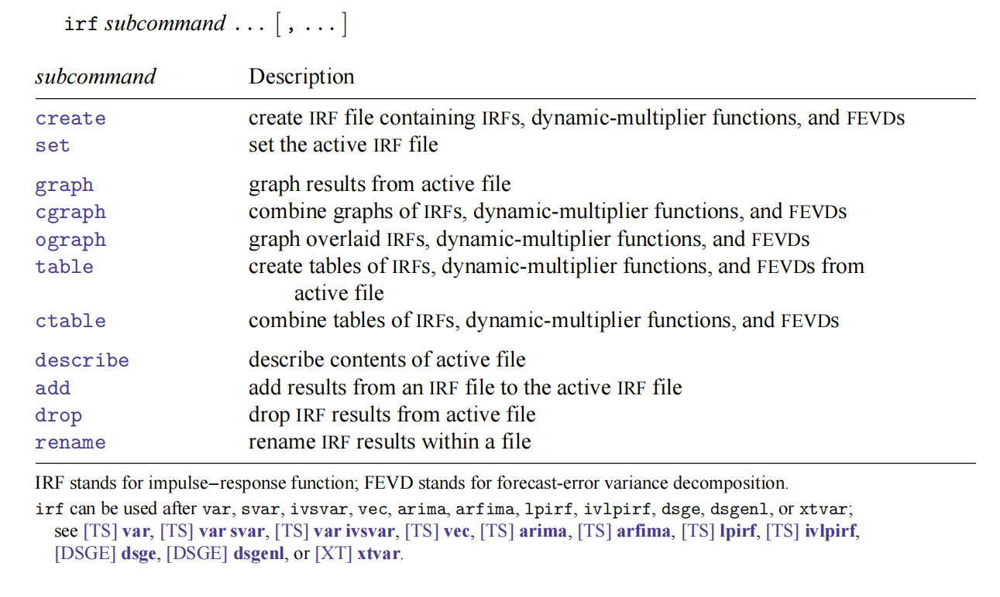 irf subcommand ... [ , ... ]
subcommand Description
create create IRF file containing IRFs, dynamic-multiplier functions, and FEVDs
set set the active IRF file
graph graph results from active file
cgraph combine graphs of IRFs, dynamic-multiplier functions, and FEVDs
ograph graph overlaid IRFs, dynamic-multiplier functions, and FEVDs
table create tables of IRFs, dynamic-multiplier functions, and FEVDs from
active file
ctable combine tables of IRFs, dynamic-multiplier functions, and FEVDs
describe describe contents of active file
add add results from an IRF file to the active IRF file
drop drop IRF results from active file
rename rename IRF results within a file
IRF stands for impulse–response function; FEVD stands for forecast-error variance decomposition.
irf can be used after var, svar, ivsvar, vec, arima, arfima, lpirf, ivlpirf, dsge, dsgenl, or xtvar;
see [TS] var, [TS] var svar, [TS] var ivsvar, [TS] vec, [TS] arima, [TS] arfima, [TS] lpirf, [TS] ivlpirf,
[DSGE] dsge, [DSGE] dsgenl, or [XT] xtvar.